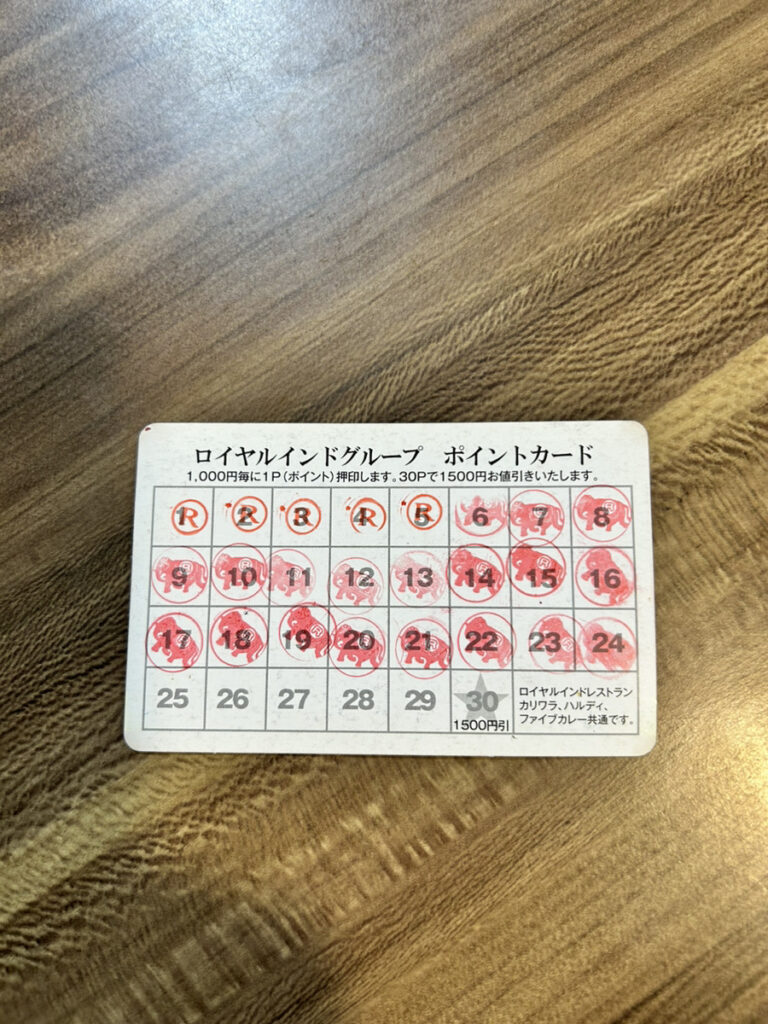 ロイヤルインドグループ ポイントカード
1,000円毎に1P(ポイント)押印します。30Pで1500円お値引きいたします。
1 R 2 R 3 R 4 R 5 R 6 7 8
9 10 11 12 13 14 15 16
17 18 19 R 20 21 22 23 24
25 26 27 28 29 30
1500円引
ロイヤルインドレストラン
カリワラ、ハルディ、
ファイブカレー共通です。